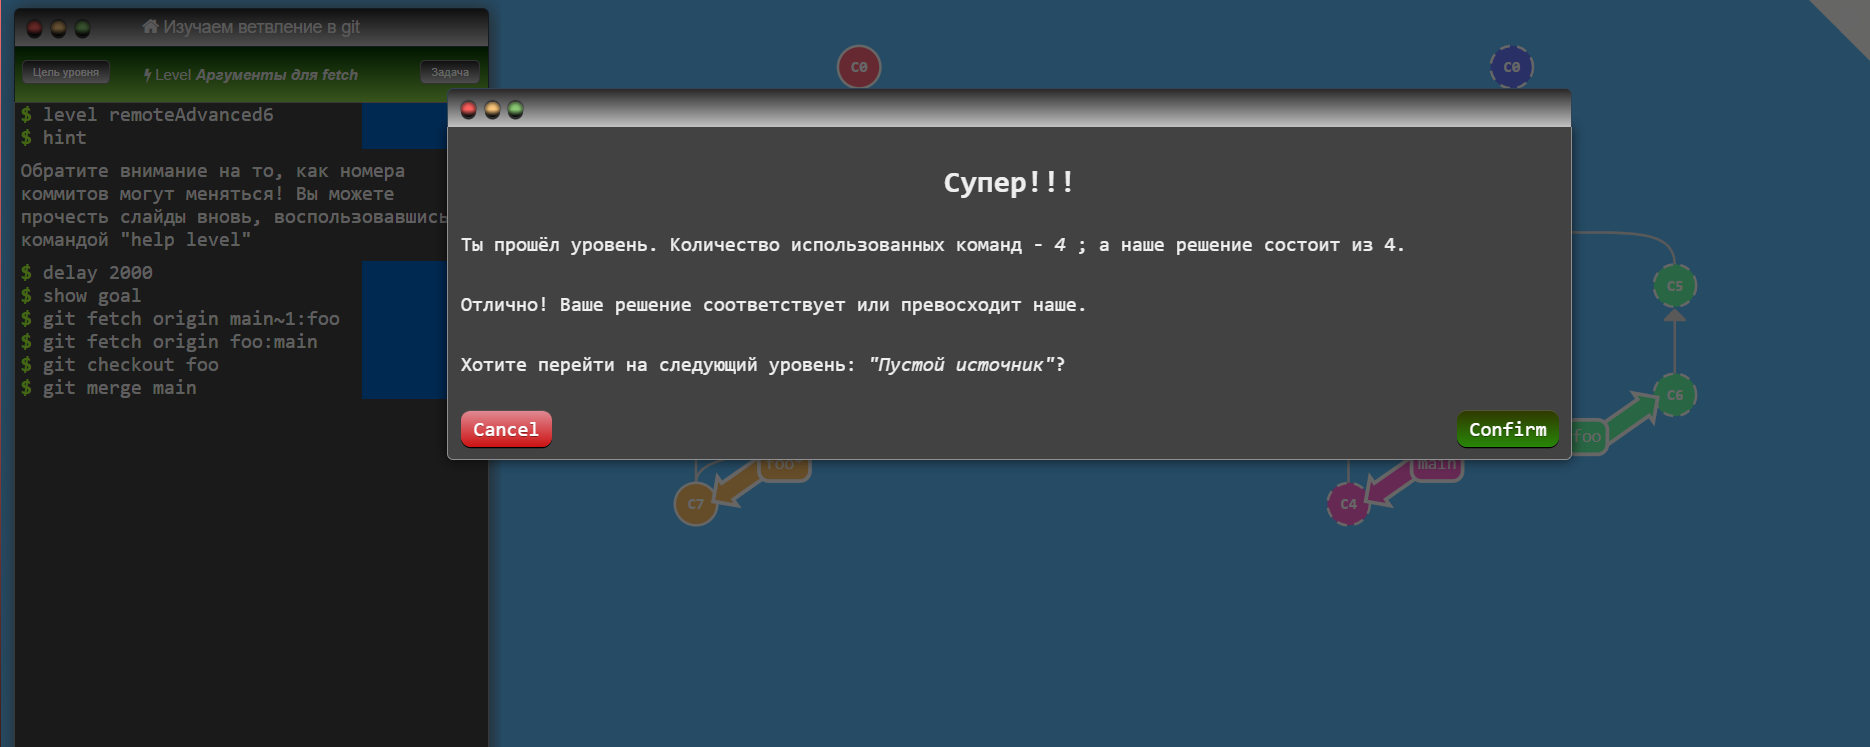 Изучаем ветвление в git
Цель уровня
Level Аргументы для fetch
Задача
$ level remoteAdvanced6
$ hint
Обратите внимание на то, как номера
коммитов могут меняться! Вы можете
прочесть слайды вновь, воспользовавшись
командой "help level"
$ delay 2000
$ show goal
$ git fetch origin main~1:foo
$ git fetch origin foo:main
$ git checkout foo
$ git merge main
C0
C0
Супер!!!
Ты прошёл уровень. Количество использованных команд - 4 ; а наше решение состоит из 4.
Отлично! Ваше решение соответствует или превосходит наше.
Хотите перейти на следующий уровень: "Пустой источник"?
Cancel
Confirm
C5
C6
foo
foo*
main
C7
C4